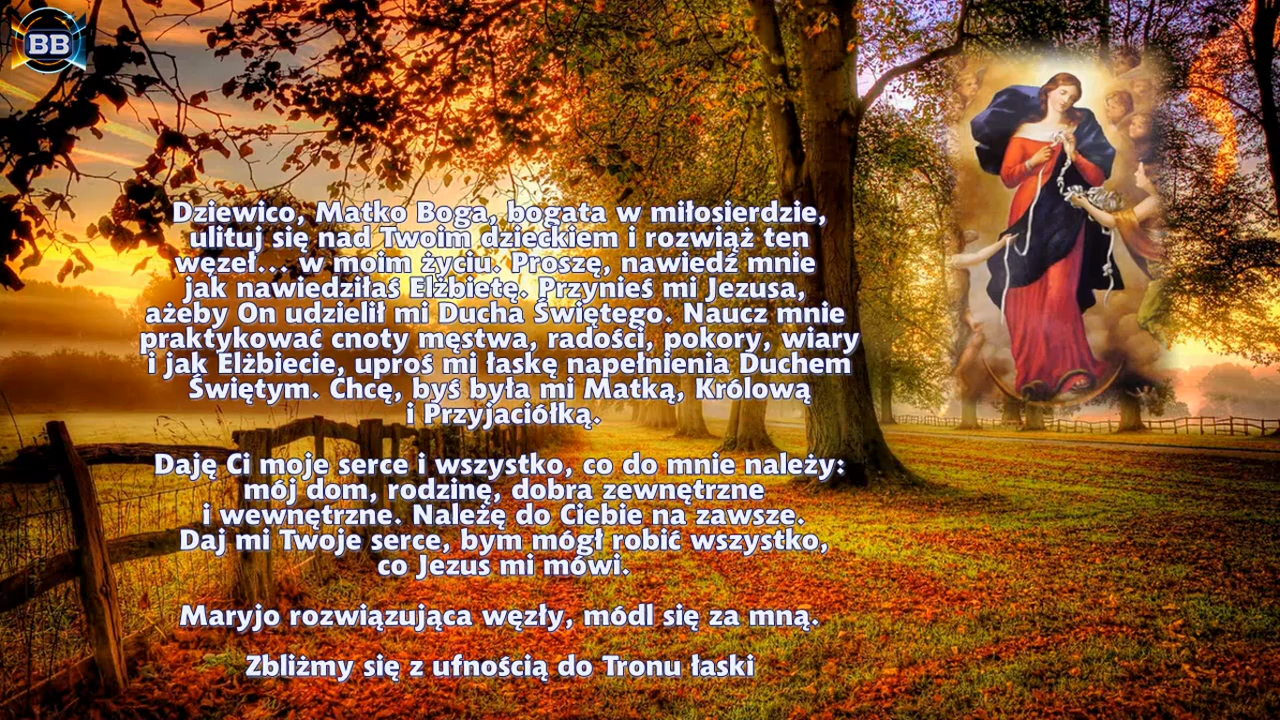 BB
Dziewico, Matko Boga, bogata w miłosierdzie,
ulituj się nad Twoim dzieckiem i rozwiąż ten
węzeł... w moim życiu. Proszę, nawiedź mnie
jak nawiedziłaś Elżbietę. Przynieś mi Jezusa,
ażeby On udzielił mi Ducha Świętego. Naucz mnie
praktykować cnoty męstwa, radości, pokory, wiary
i jak Elżbiecie, uproś mi łaskę napełnienia Duchem
Świętym. Chcę, byś była mi Matką, Królową
i Przyjaciółką.
Daję Ci moje serce i wszystko, co do mnie należy:
mój dom, rodzinę, dobra zewnętrzne
i wewnętrzne. Należę do Ciebie na zawsze.
Daj mi Twoje serce, bym mógł robić wszystko,
co Jezus mi mówi.
Maryjo rozwiązująca węzły, módl się za mną.
Zbliżmy się z ufnością do Tronu łaski